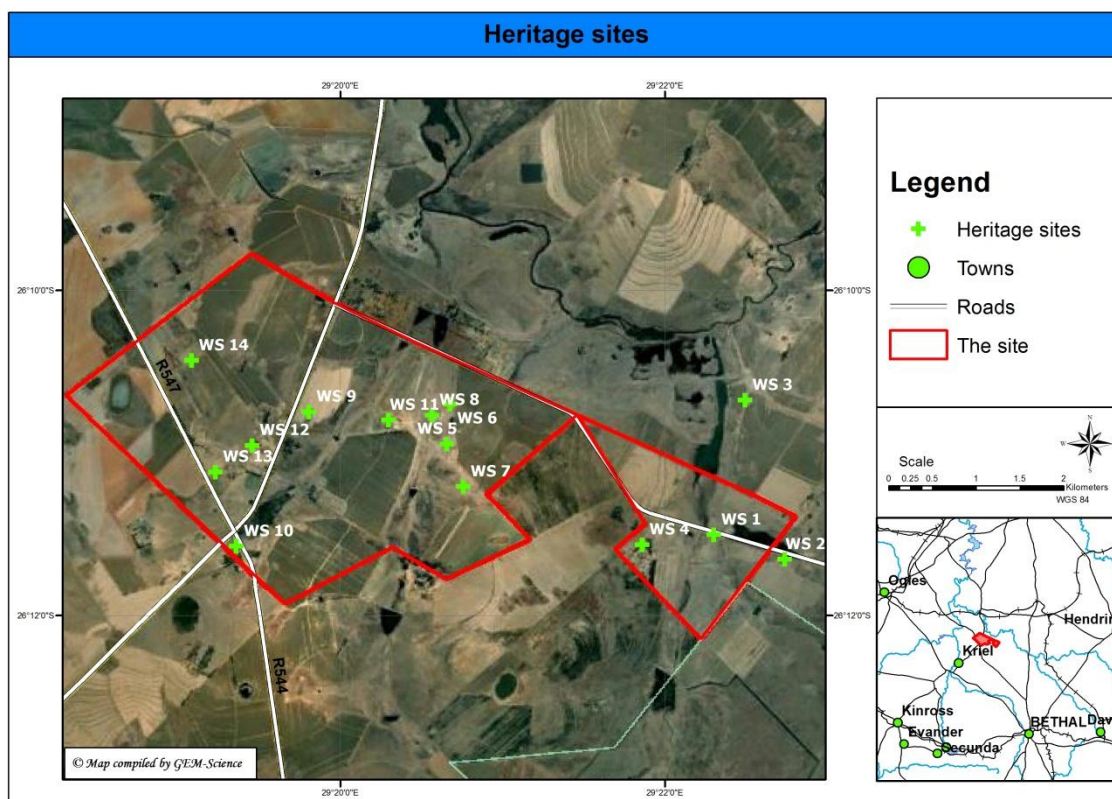 Heritage sites
29°20'0"E
29°22'0"E
26°10'0"S
26°10'0"S
26°12'0"S
26°12'0"S
29°20'0"E
29°22'0"E
WS 14
R547
WS 9
WS 3
WS 8
WS 11
WS 6
WS 5
WS 12
WS 13
WS 7
WS 10
WS 1
WS 4
WS 2
R544
© Map compiled by GEM-Science
Legend
Heritage sites
Towns
Roads
The site
N
W
E
S
Scale
0 0.25 0.5 1 1.5 2
Kilometers
WGS 84
Ogies
Hendrin
Kriel
Kinross
Evander
Secunda
BETHAL
Dav